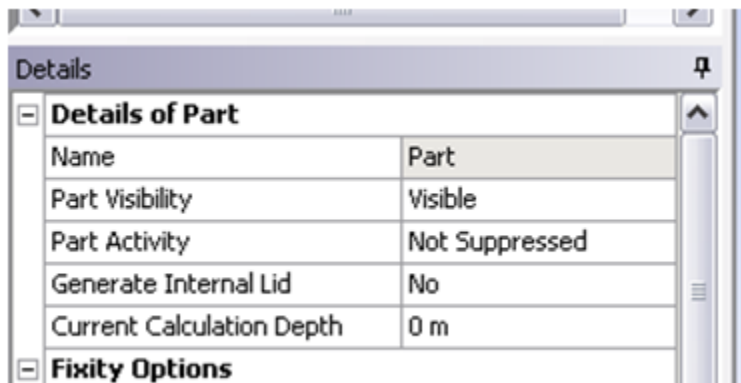 Details
Details of Part
Name Part
Part Visibility Visible
Part Activity Not Suppressed
Generate Internal Lid No
Current Calculation Depth 0 m
Fixity Options